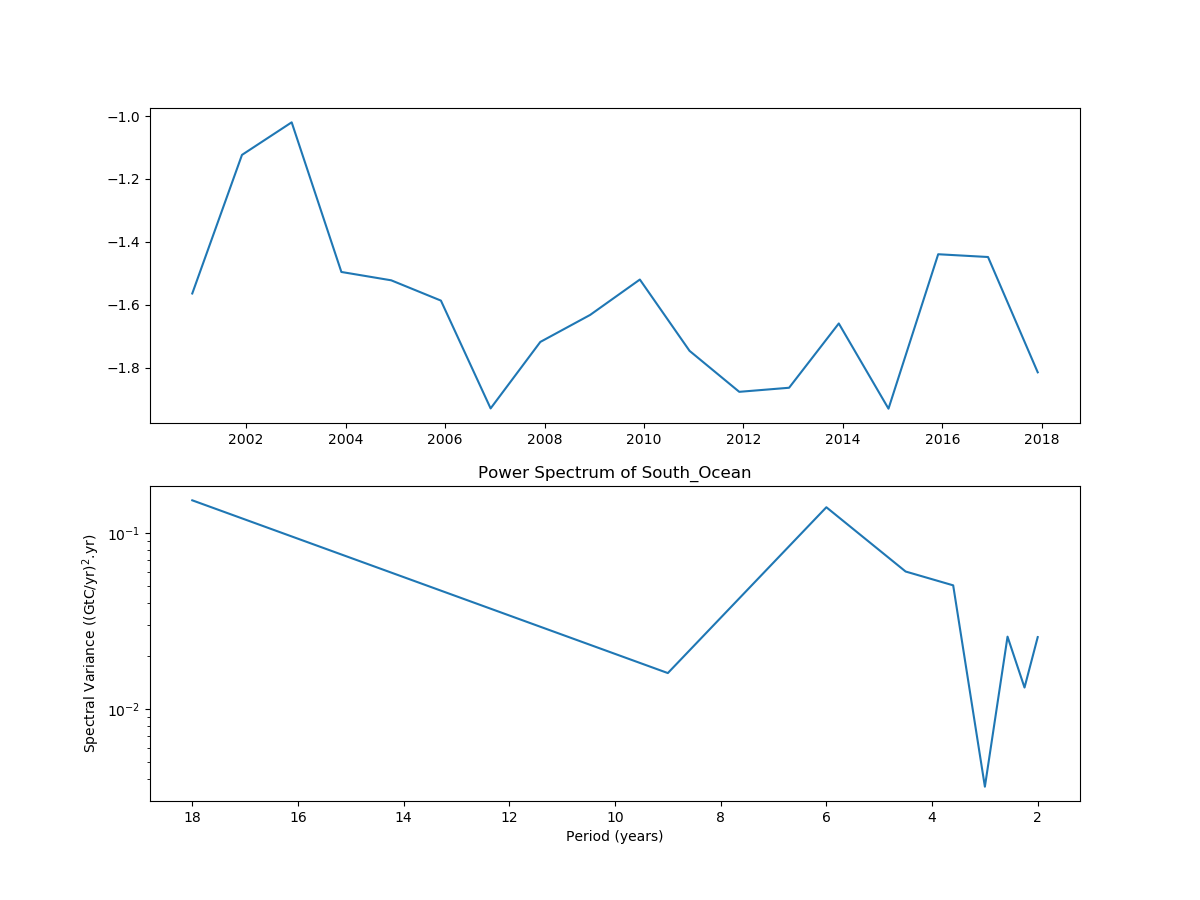 −1.0
−1.2
−1.4
−1.6
−1.8
2002 2004 2006 2008 2010 2012 2014 2016 2018
Power Spectrum of South_Ocean
Spectral Variance ((GtC/yr)².yr)
10⁻¹
10⁻²
18 16 14 12 10 8 6 4 2
Period (years)